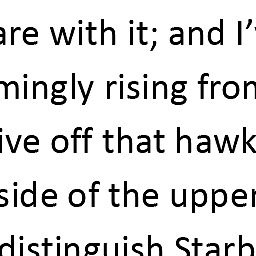 are with it; and I’v
mingly rising from
ive off that hawk
side of the upper
distinguish Starb